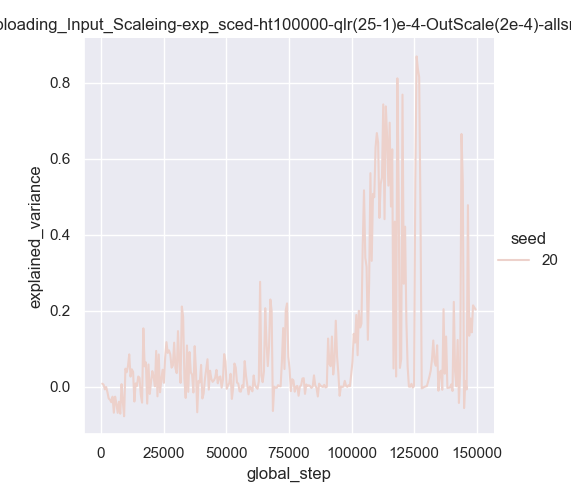 oloading_Input_Scaleing-exp_sced-ht100000-qlr(25-1)e-4-OutScale(2e-4)-allsr
0.8
0.6
0.4
0.2
0.0
explained_variance
seed
20
0 25000 50000 75000 100000 125000 150000
global_step